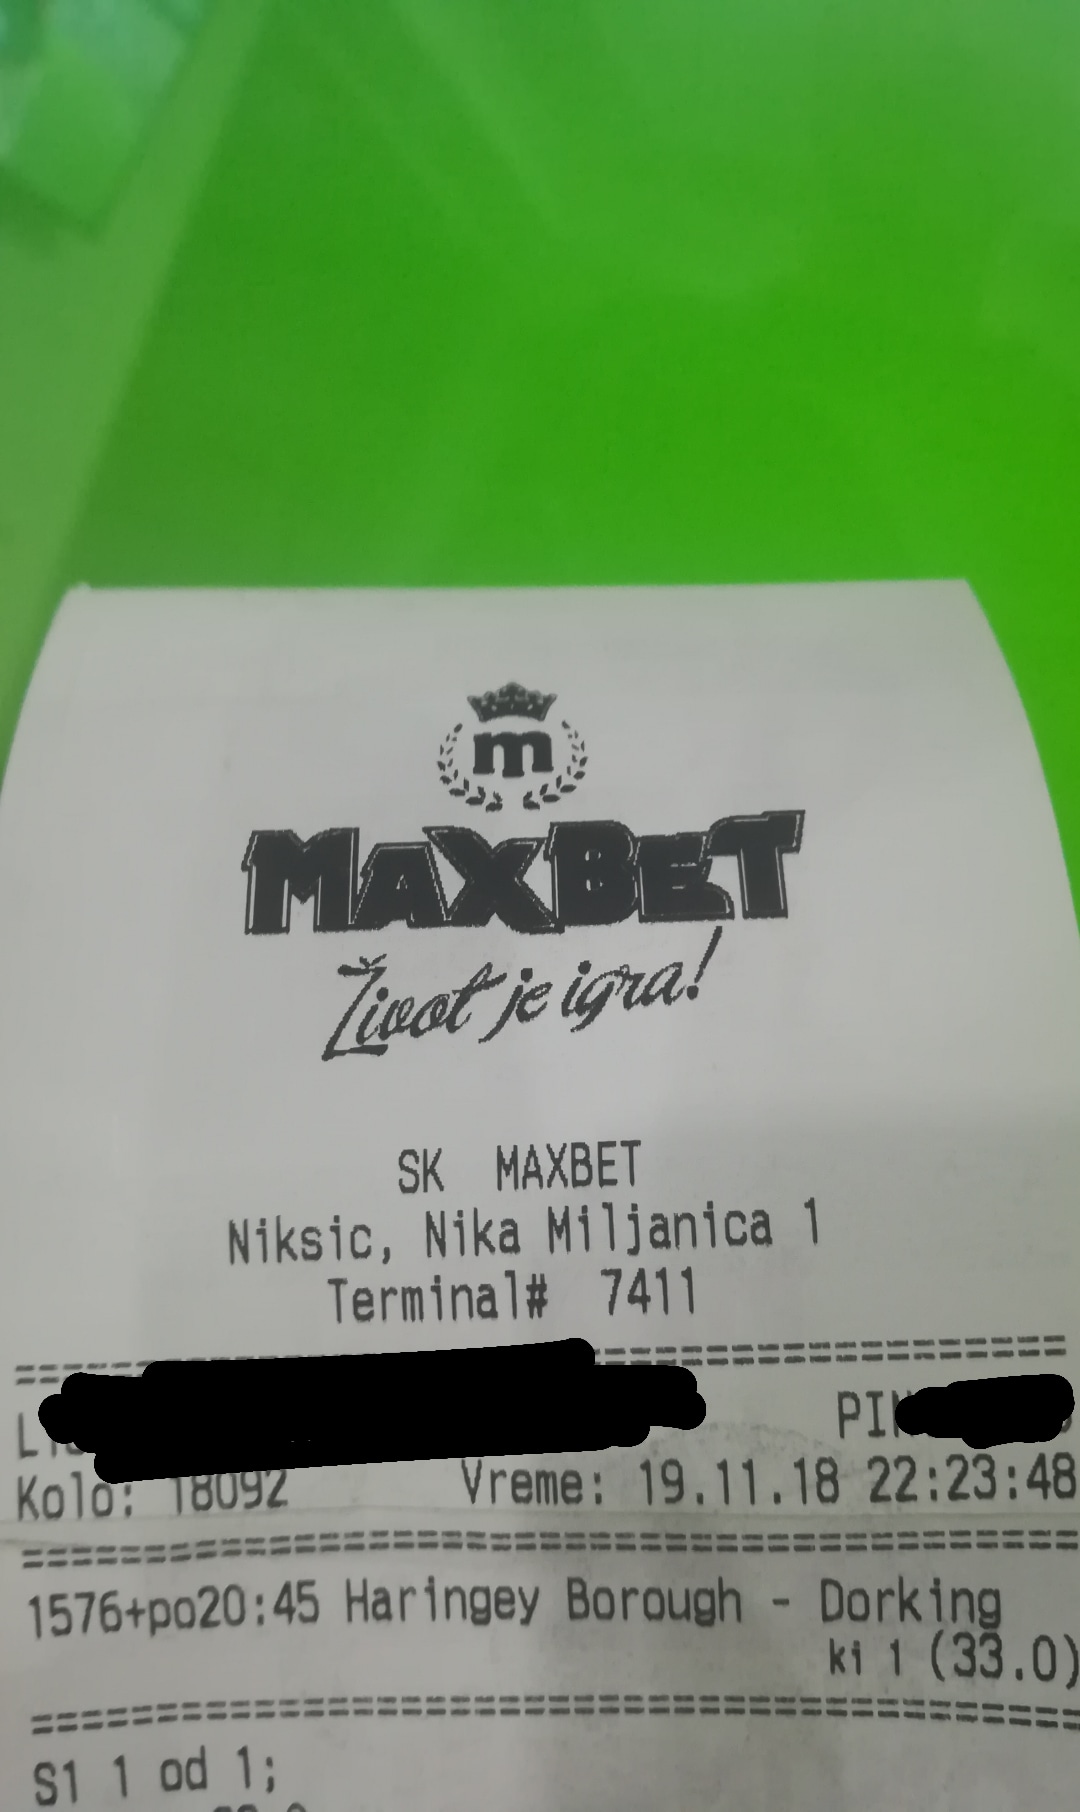 m
MAXBET
Život je igra!
SK MAXBET
Niksic, Nika Miljanica 1
Terminal# 7411
PIN
Kolo: 18092 Vreme: 19.11.18 22:23:48
1576+po20:45 Haringey Borough - Dorking
ki 1 (33.0)
S1 1 od 1;